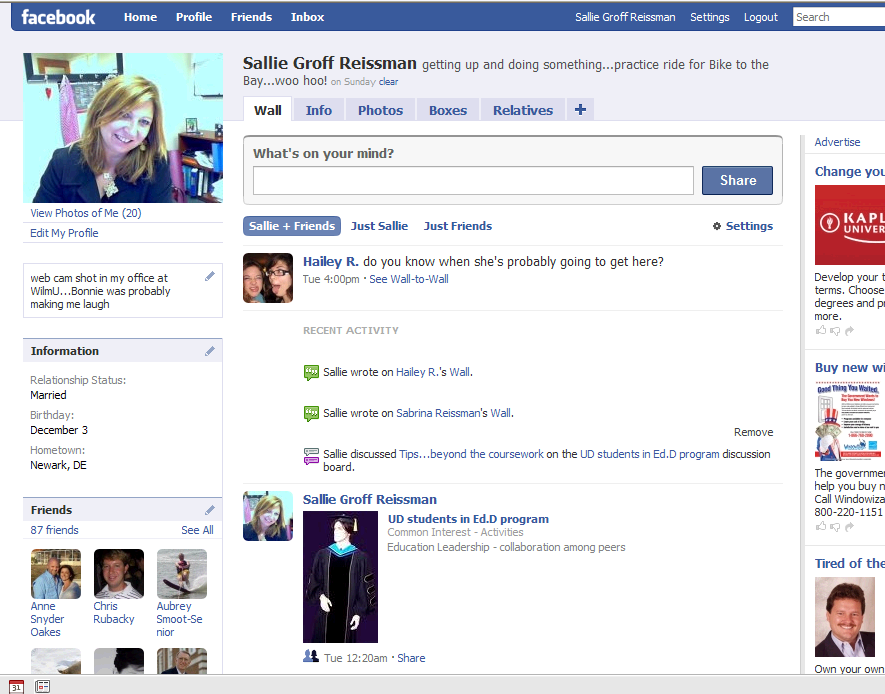 facebook Home Profile Friends Inbox Sallie Groff Reissman Settings Logout Search
Sallie Groff Reissman getting up and doing something...practice ride for Bike to the
Bay...woo hoo! on Sunday clear
Wall Info Photos Boxes Relatives +
What's on your mind?
Share
Sallie + Friends Just Sallie Just Friends Settings
Hailey R. do you know when she's probably going to get here?
Tue 4:00pm · See Wall-to-Wall
RECENT ACTIVITY
Sallie wrote on Hailey R.'s Wall.
Sallie wrote on Sabrina Reissman's Wall.
Remove
Sallie discussed Tips...beyond the coursework on the UD students in Ed.D program discussion
board.
Sallie Groff Reissman
UD students in Ed.D program
Common Interest - Activities
Education Leadership - collaboration among peers
Tue 12:20am · Share
View Photos of Me (20)
Edit My Profile
web cam shot in my office at
WilmU...Bonnie was probably
making me laugh
Information
Relationship Status:
Married
Birthday:
December 3
Hometown:
Newark, DE
Friends
87 friends See All
Anne
Snyder
Oakes
Chris
Rubacky
Aubrey
Smoot-Se
nior
31
Advertise
Change you
KAPL
UNIVER
Develop your t
terms. Choose
degrees and p
more.
Buy new wi
Good Thing You Waited,
The governme
help you buy n
Call Windowiza
800-220-1151
Tired of the
Own your own